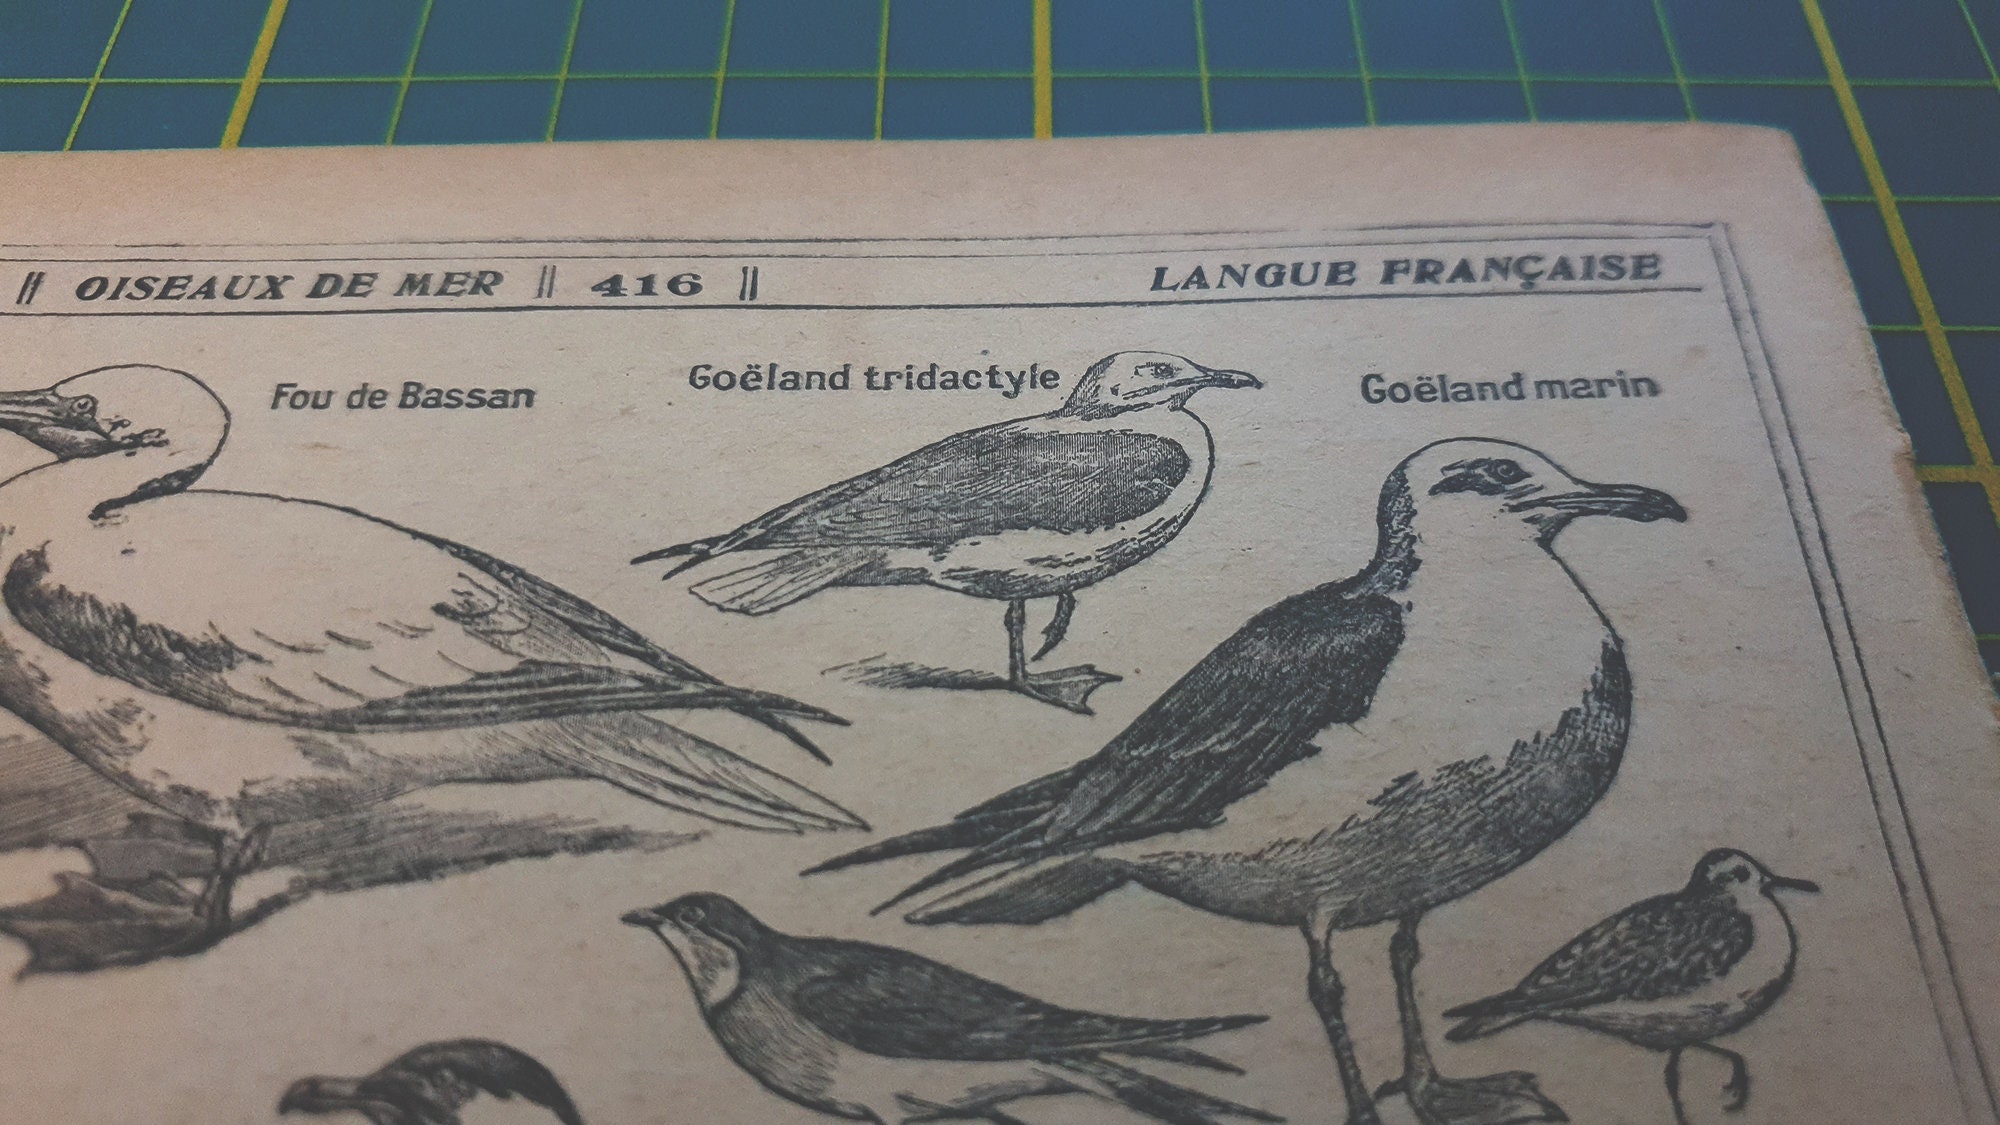 OISEAUX DE MER || 416 || LANGUE FRANÇAISE
Fou de Bassan
Goëland tridactyle
Goëland marin